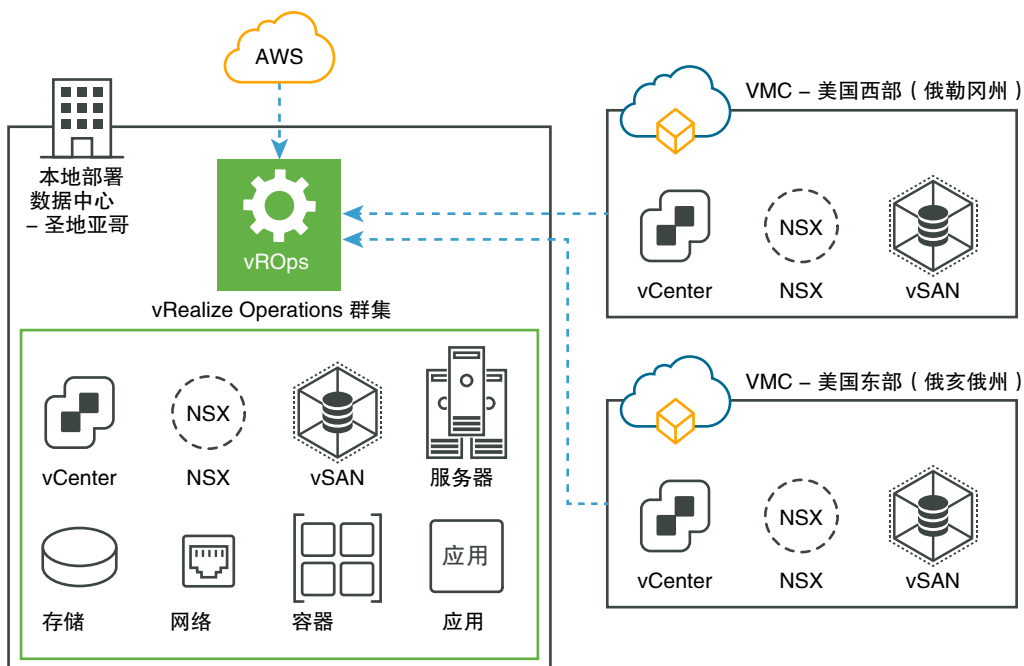 AWS
本地部署
数据中心
– 圣地亚哥
vROps
vRealize Operations 群集
vCenter
NSX
NSX
vSAN
服务器
存储
网络
容器
应用
应用
VMC – 美国西部（俄勒冈州）
vCenter
NSX
NSX
vSAN
VMC – 美国东部（俄亥俄州）
vCenter
NSX
NSX
vSAN